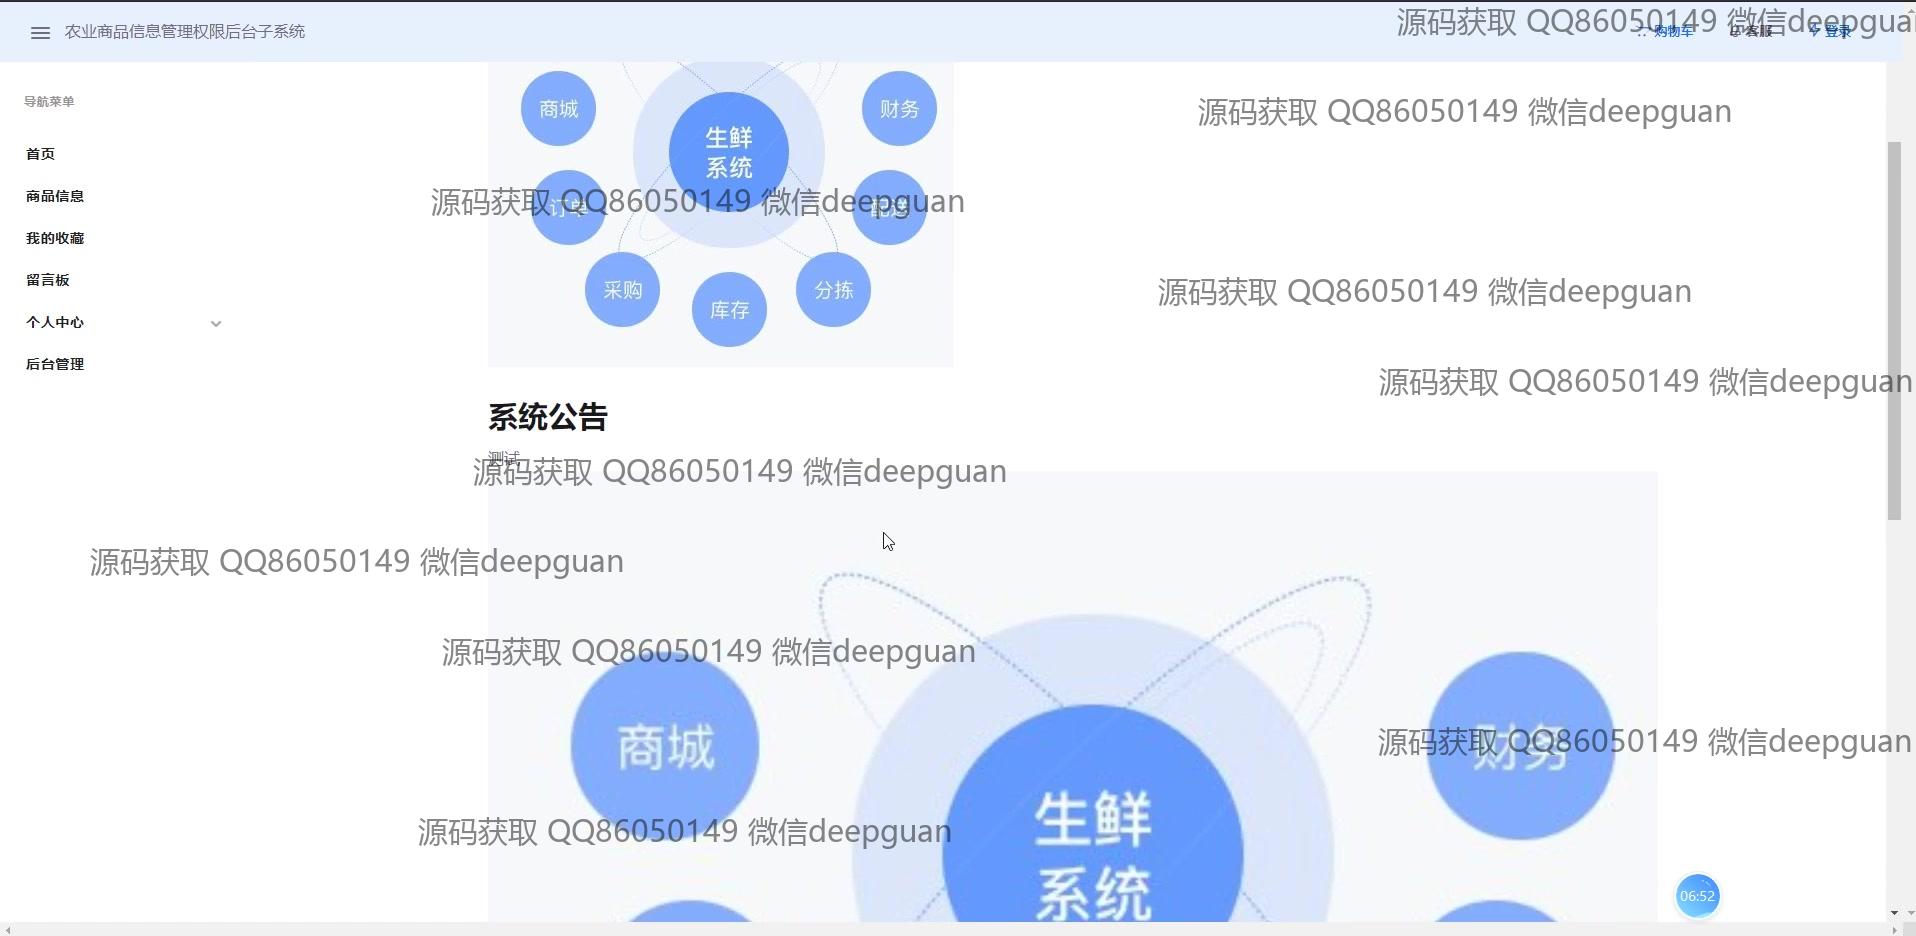 农业商品信息管理权限后台子系统
源码获取 QQ86050149 微信deepguan
购物车
客服
登录
导航菜单
首页
商品信息
我的收藏
留言板
个人中心
后台管理
商城
财务
源码获取 QQ86050149 微信deepguan
生鲜
系统
订单
配送
源码获取 QQ86050149 微信deepguan
采购
库存
分拣
源码获取 QQ86050149 微信deepguan
源码获取 QQ86050149 微信deepguan
系统公告
测试
源码获取 QQ86050149 微信deepguan
源码获取 QQ86050149 微信deepguan
源码获取 QQ86050149 微信deepguan
商城
财务
源码获取 QQ86050149 微信deepguan
生鲜
系统
源码获取 QQ86050149 微信deepguan
06:52